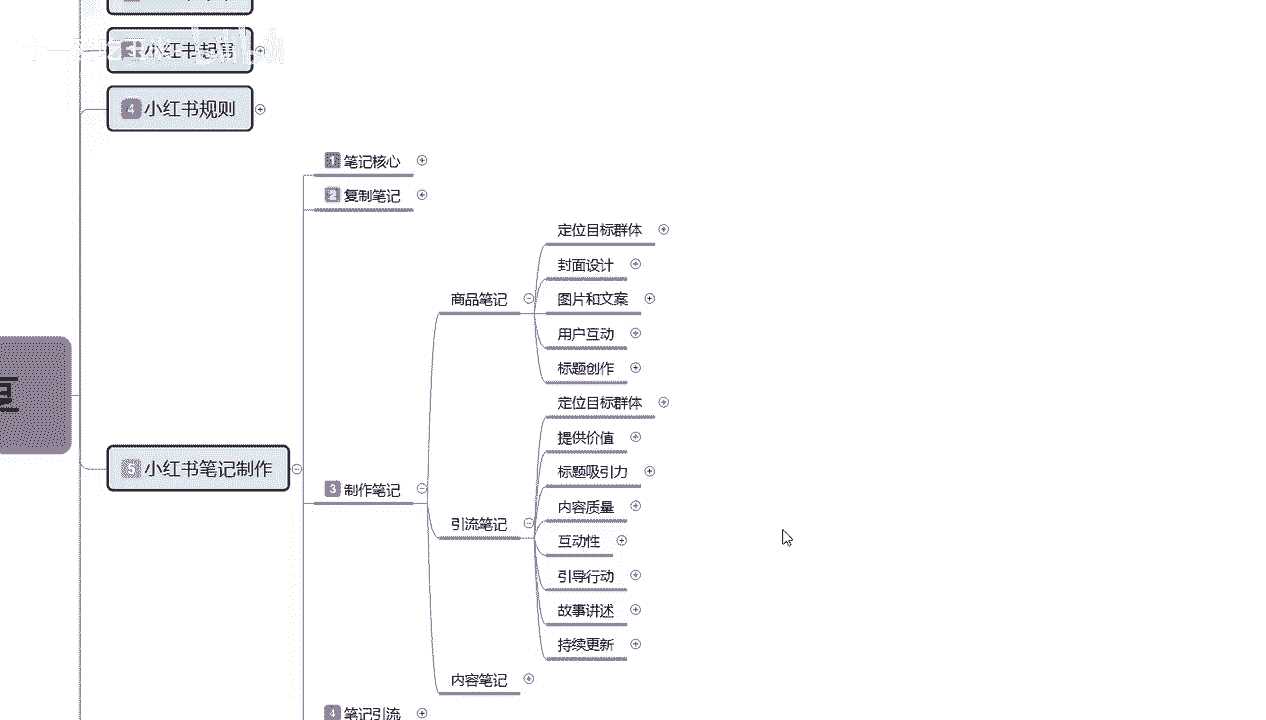 3 小红书起盲
4 小红书规则
1 笔记核心
2 复制笔记
定位目标群体
封面设计
商品笔记
图片和文案
用户互动
标题创作
定位目标群体
提供价值
标题吸引力
5 小红书笔记制作
3 制作笔记
内容质量
引流笔记
互动性
引导行动
故事讲述
持续更新
内容笔记
4 笔记引流